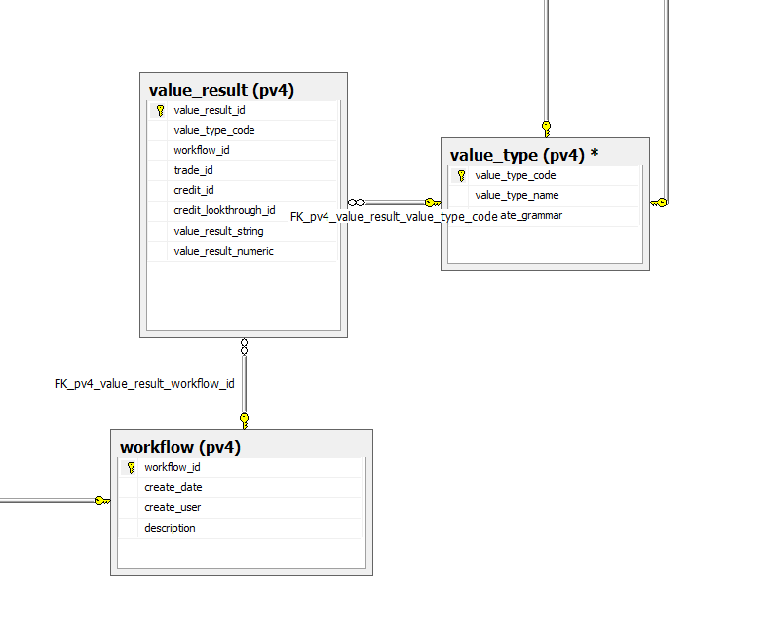 value_result (pv4)
value_result_id
value_type_code
workflow_id
trade_id
credit_id
credit_lookthrough_id
value_result_string
value_result_numeric
value_type (pv4) *
value_type_code
value_type_name
ate_grammar
FK_pv4_value_result_value_type_code
FK_pv4_value_result_workflow_id
workflow (pv4)
workflow_id
create_date
create_user
description